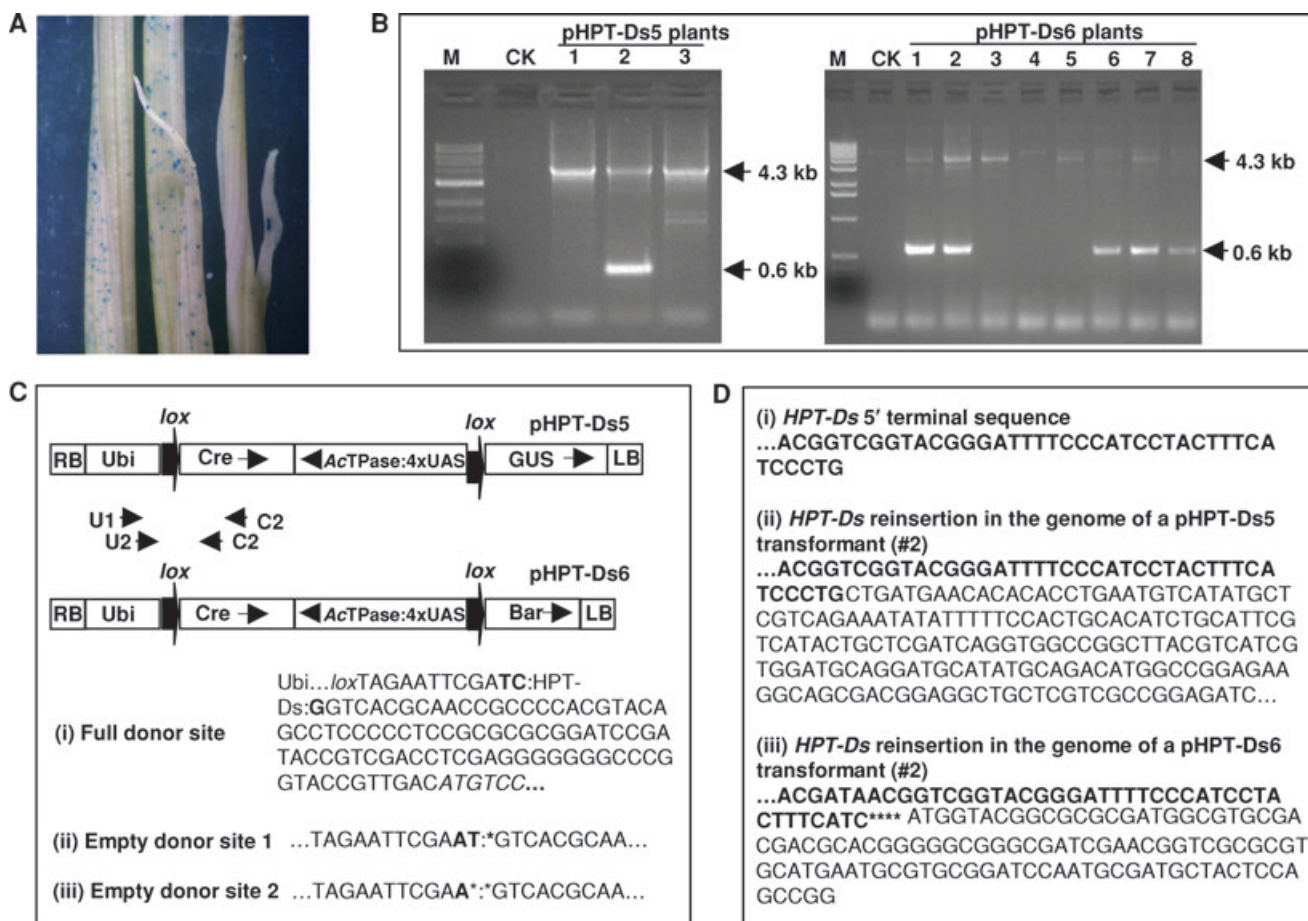 A
B
pHPT-Ds5 plants
M CK 1 2 3
4.3 kb
0.6 kb
pHPT-Ds6 plants
M CK 1 2 3 4 5 6 7 8
4.3 kb
0.6 kb
C
lox lox pHPT-Ds5
RB Ubi Cre AcTPase:4xUAS GUS LB
U1 C2
U2 C2
lox lox pHPT-Ds6
RB Ubi Cre AcTPase:4xUAS Bar LB
(i) Full donor site
Ubi...loxTAGAATTCGATC:HPT-
Ds:GGTCACGCAACCGCCCCACGTACA
GCCTCCCCCTCCGCGCGCGGATCCGA
TACCGTCGACCTCGAGGGGGGGCCCG
GTACCGTTGACATGTCC...
(ii) Empty donor site 1 ...TAGAATTCGAAT:*GTCACGCAA...
(iii) Empty donor site 2 ...TAGAATTCGAA*:*GTCACGCAA...
D
(i) HPT-Ds 5′ terminal sequence
...ACGGTCGGTACGGGATTTTCCCATCCTACTTTCA
TCCCTG
(ii) HPT-Ds reinsertion in the genome of a pHPT-Ds5
transformant (#2)
...ACGGTCGGTACGGGATTTTCCCATCCTACTTTCA
TCCCTGCTGATGAACACACACCTGAATGTCATATGCT
CGTCAGAAATATATTTTTCCACTGCACATCTGCATTCG
TCATACTGCTCGATCAGGTGGCCGGCTTACGTCATCG
TGGATGCAGGATGCATATGCAGACATGGCCGGAGAA
GGCAGCGACGGAGGCTGCTCGTCGCCGGAGATC...
(iii) HPT-Ds reinsertion in the genome of a pHPT-Ds6
transformant (#2)
...ACGATAACGGTCGGTACGGGATTTTCCCATCCTA
CTTTCATC**** ATGGTACGGCGCGCGATGGCGTGCGA
CGACGCACGGGGGCGGGCGATCGAACGGTCGCGCGT
GCATGAATGCGTGCGGATCCAATGCGATGCTACTCCA
GCCGG